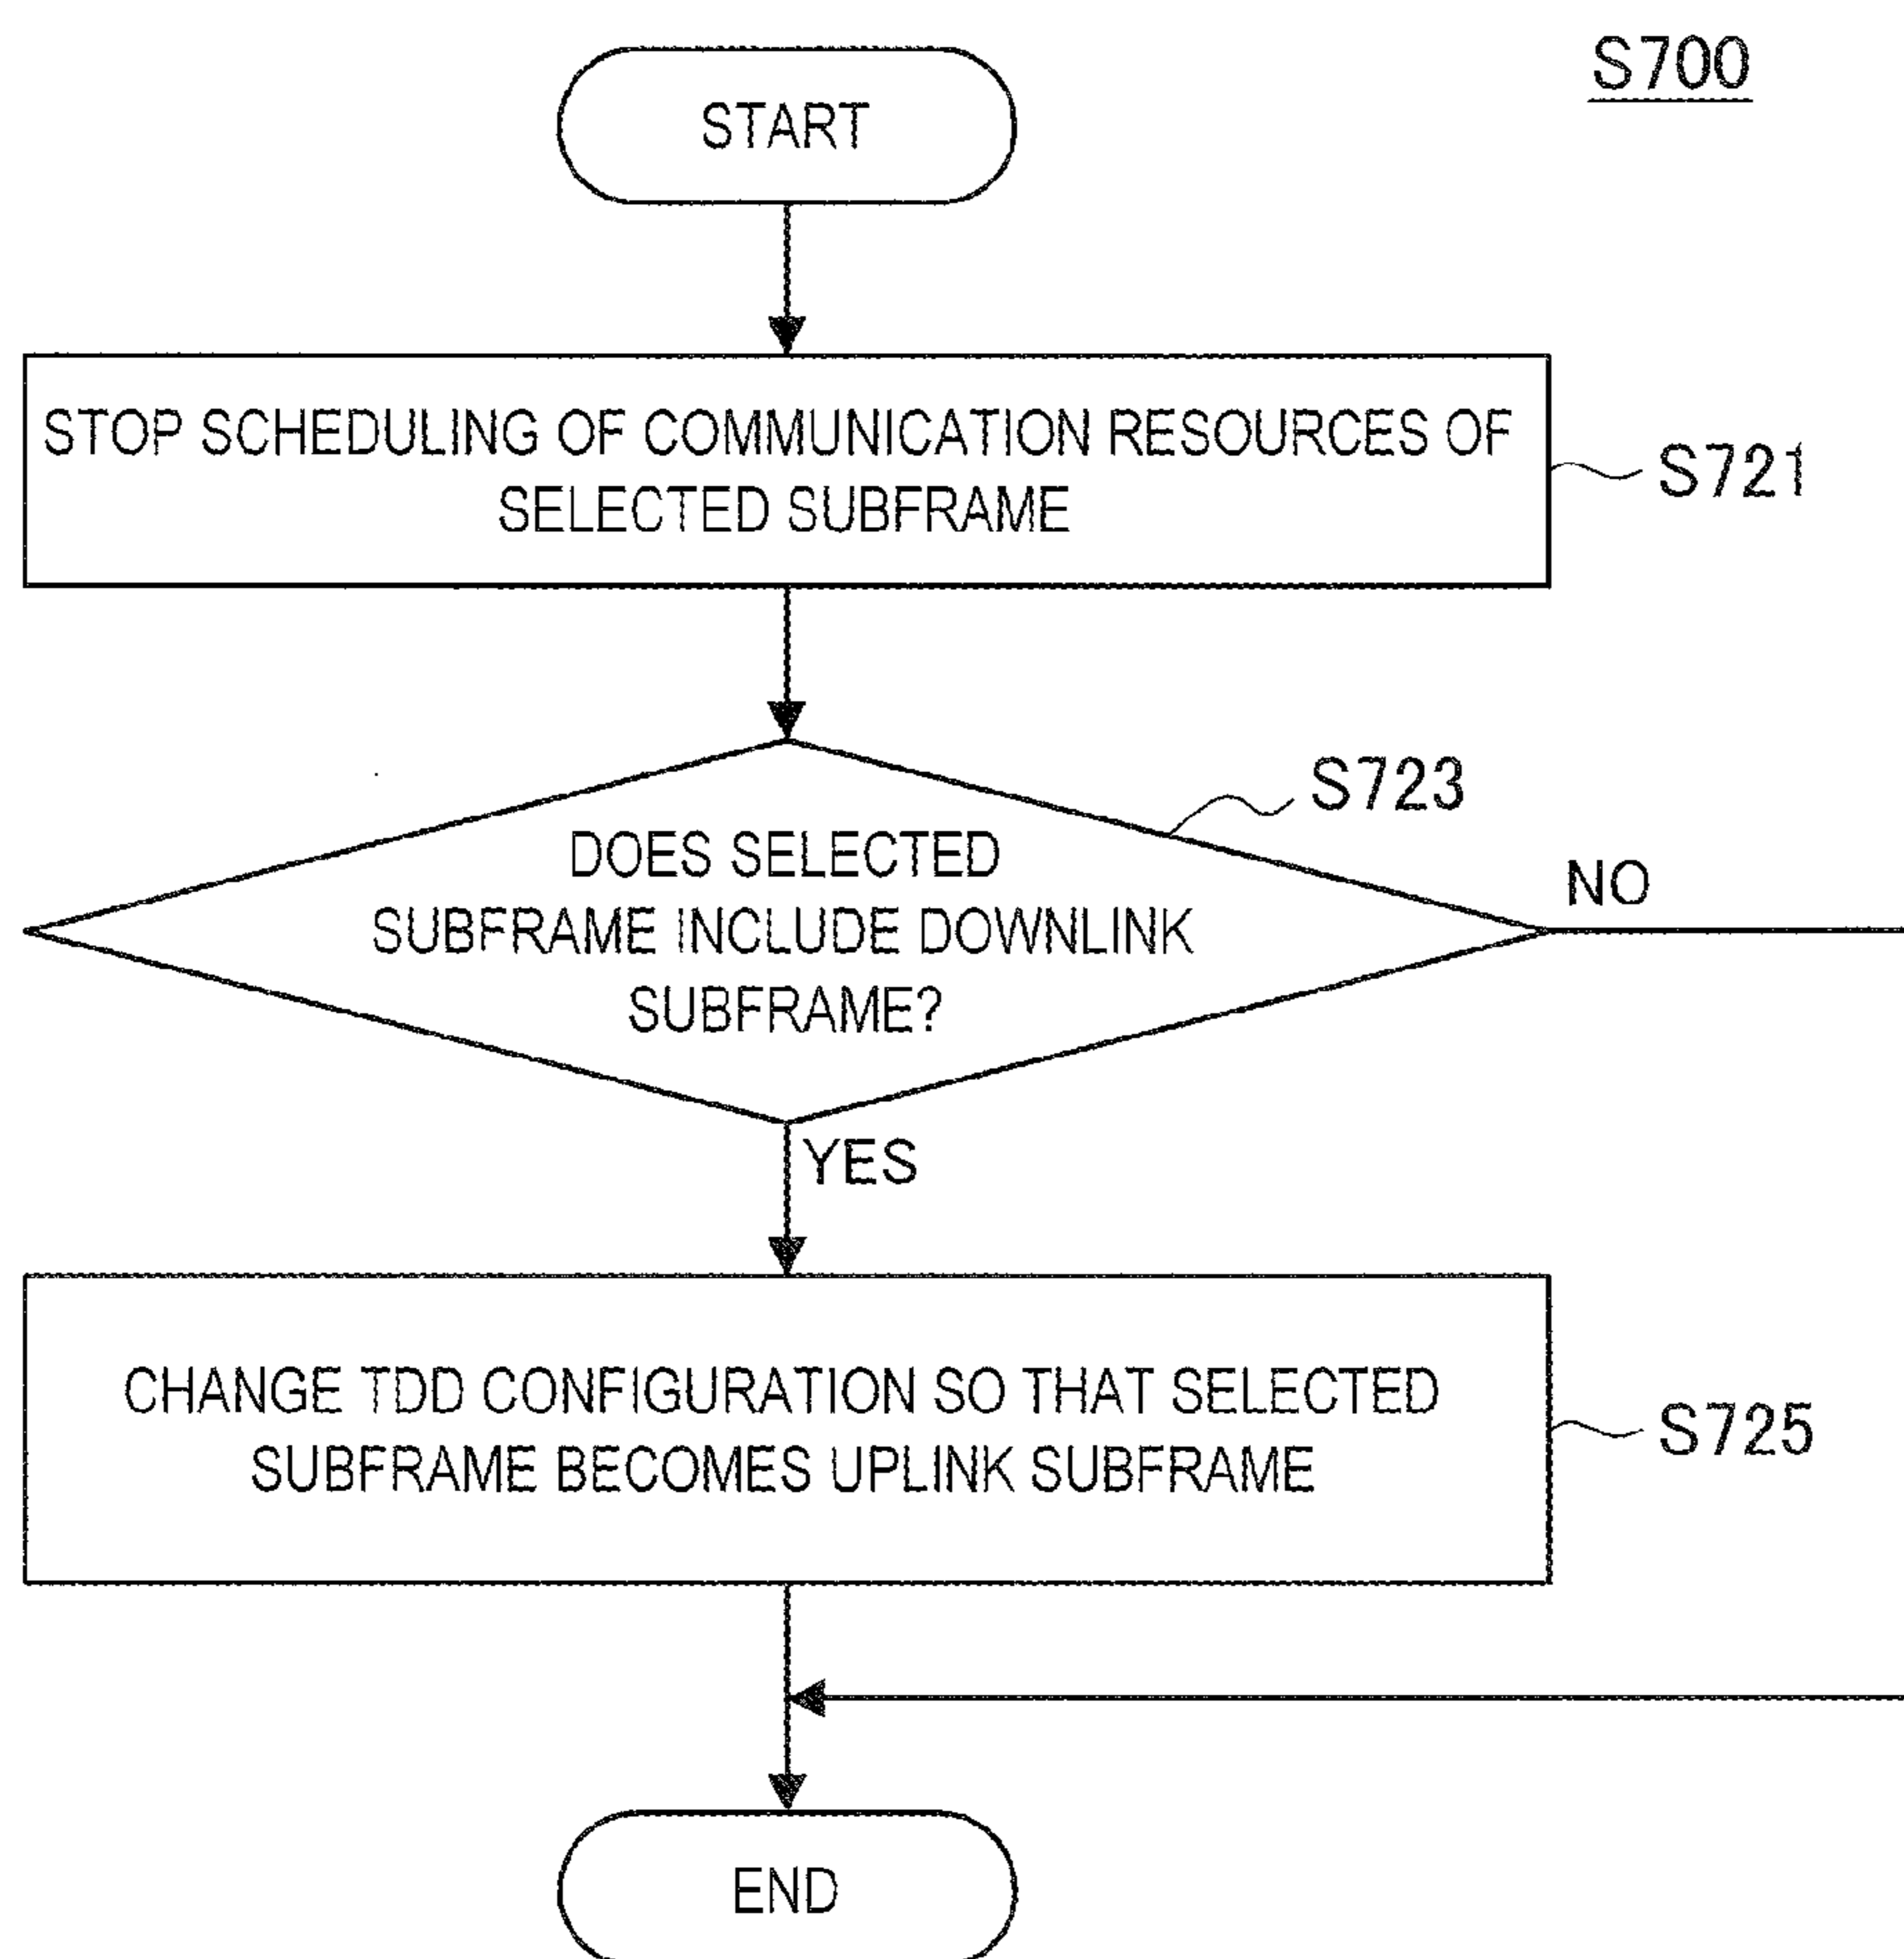 S700
START
STOP SCHEDULING OF COMMUNICATION RESOURCES OF
SELECTED SUBFRAME
S721
S723
DOES SELECTED
SUBFRAME INCLUDE DOWNLINK
SUBFRAME?
NO
YES
CHANGE TDD CONFIGURATION SO THAT SELECTED
SUBFRAME BECOMES UPLINK SUBFRAME
S725
END